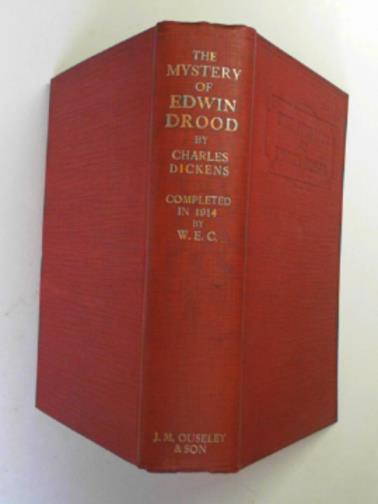 THE
MYSTERY
OF
EDWIN
DROOD
BY
CHARLES
DICKENS
COMPLETED
IN 1914
BY
W. E. C.
J. M. OUSELEY
& SON